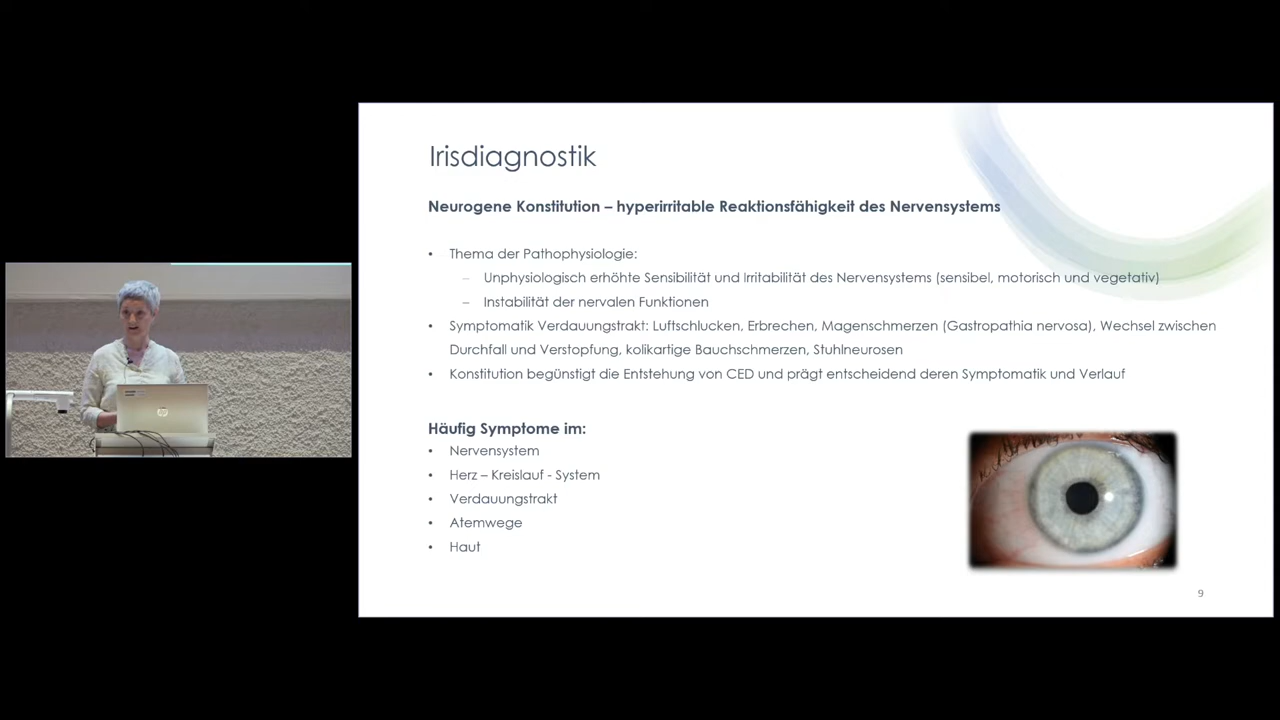 Irisdiagnostik
Neurogene Konstitution – hyperirritable Reaktionsfähigkeit des Nervensystems
• Thema der Pathophysiologie:
– Unphysiologisch erhöhte Sensibilität und Irritabilität des Nervensystems (sensibel, motorisch und vegetativ)
– Instabilität der nervalen Funktionen
• Symptomatik Verdauungstrakt: Luftschlucken, Erbrechen, Magenschmerzen (Gastropathia nervosa), Wechsel zwischen
Durchfall und Verstopfung, kolikartige Bauchschmerzen, Stuhlneurosen
• Konstitution begünstigt die Entstehung von CED und prägt entscheidend deren Symptomatik und Verlauf
Häufig Symptome im:
• Nervensystem
• Herz – Kreislauf - System
• Verdauungstrakt
• Atemwege
• Haut
9
hp